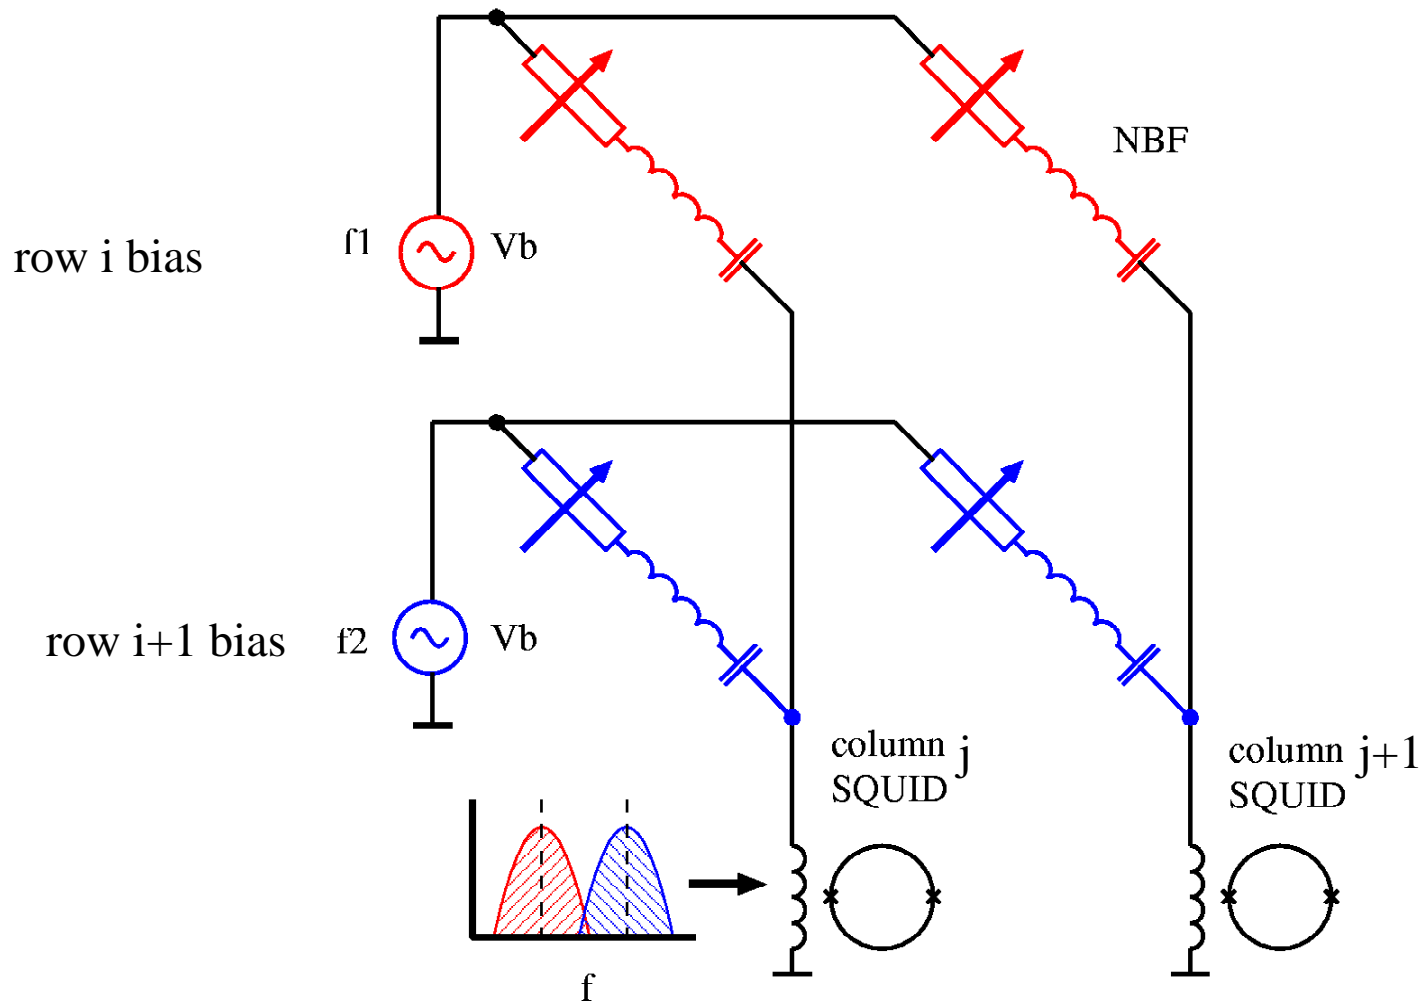 NBF
f1
Vb
row i bias
row i+1 bias
f2
Vb
column j
SQUID
column j+1
SQUID
f